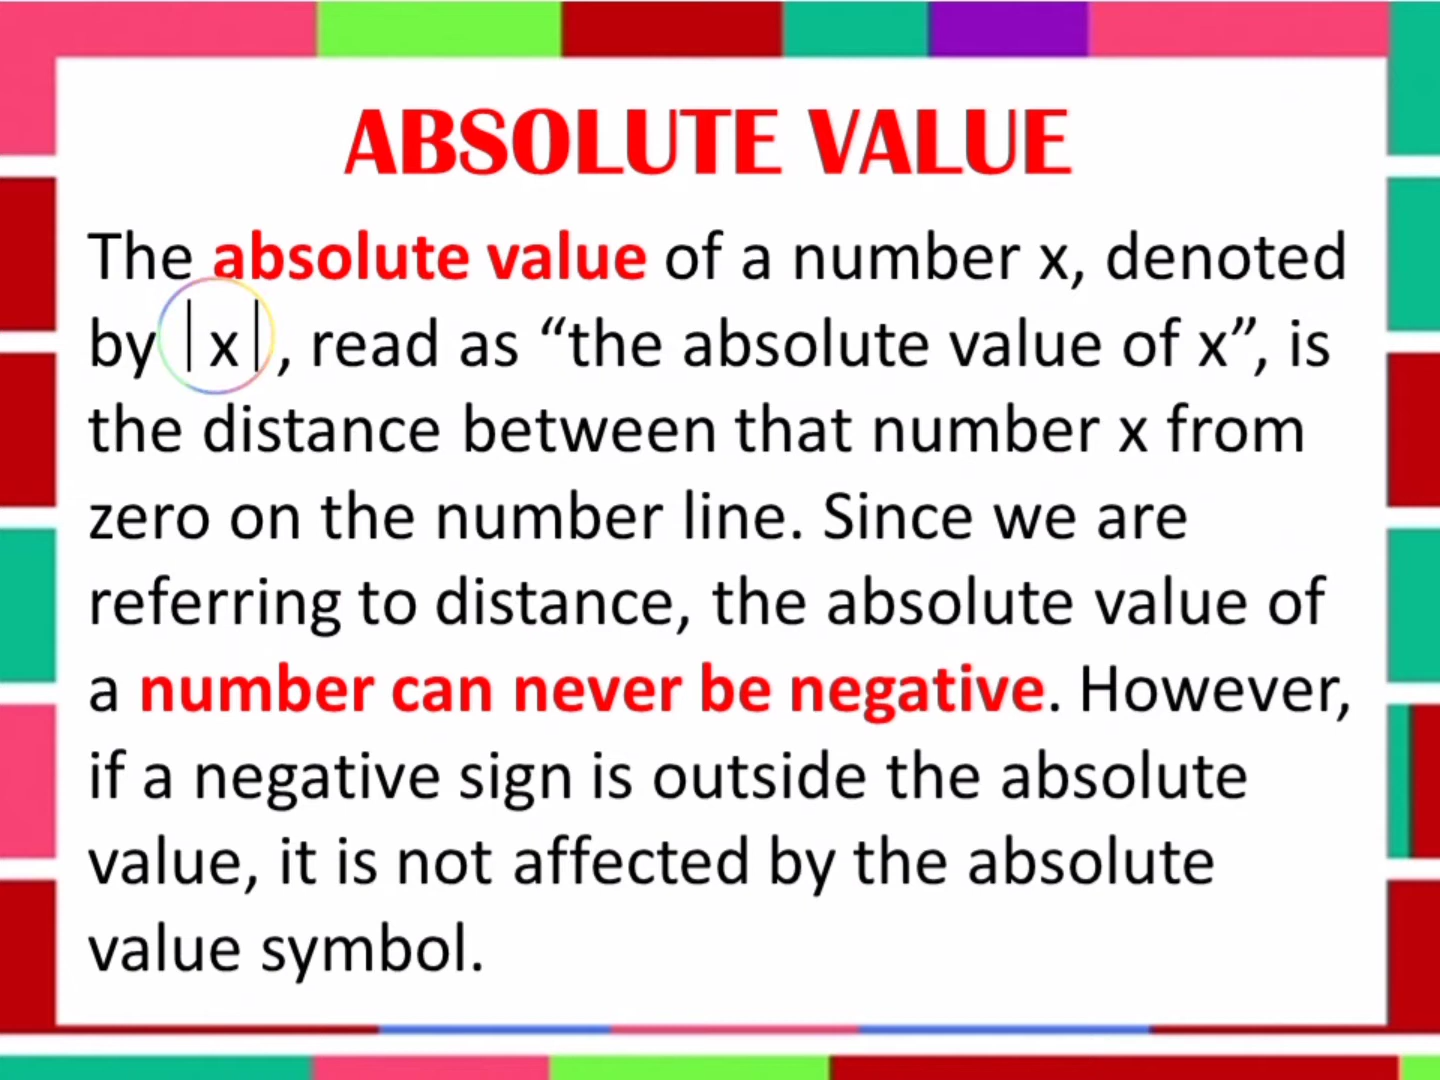 ABSOLUTE VALUE
The absolute value of a number x, denoted
by |x|, read as “the absolute value of x”, is
the distance between that number x from
zero on the number line. Since we are
referring to distance, the absolute value of
a number can never be negative. However,
if a negative sign is outside the absolute
value, it is not affected by the absolute
value symbol.